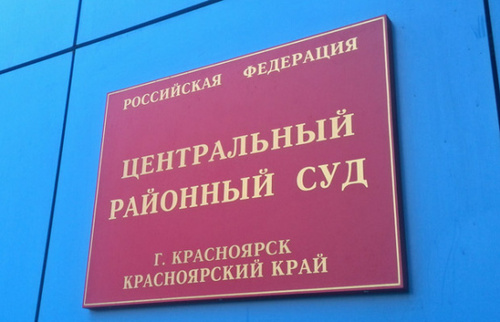 РОССИЙСКАЯ ФЕДЕРАЦИЯ
ЦЕНТРАЛЬНЫЙ
РАЙОННЫЙ СУД
Г. КРАСНОЯРСК
КРАСНОЯРСКИЙ КРАЙ